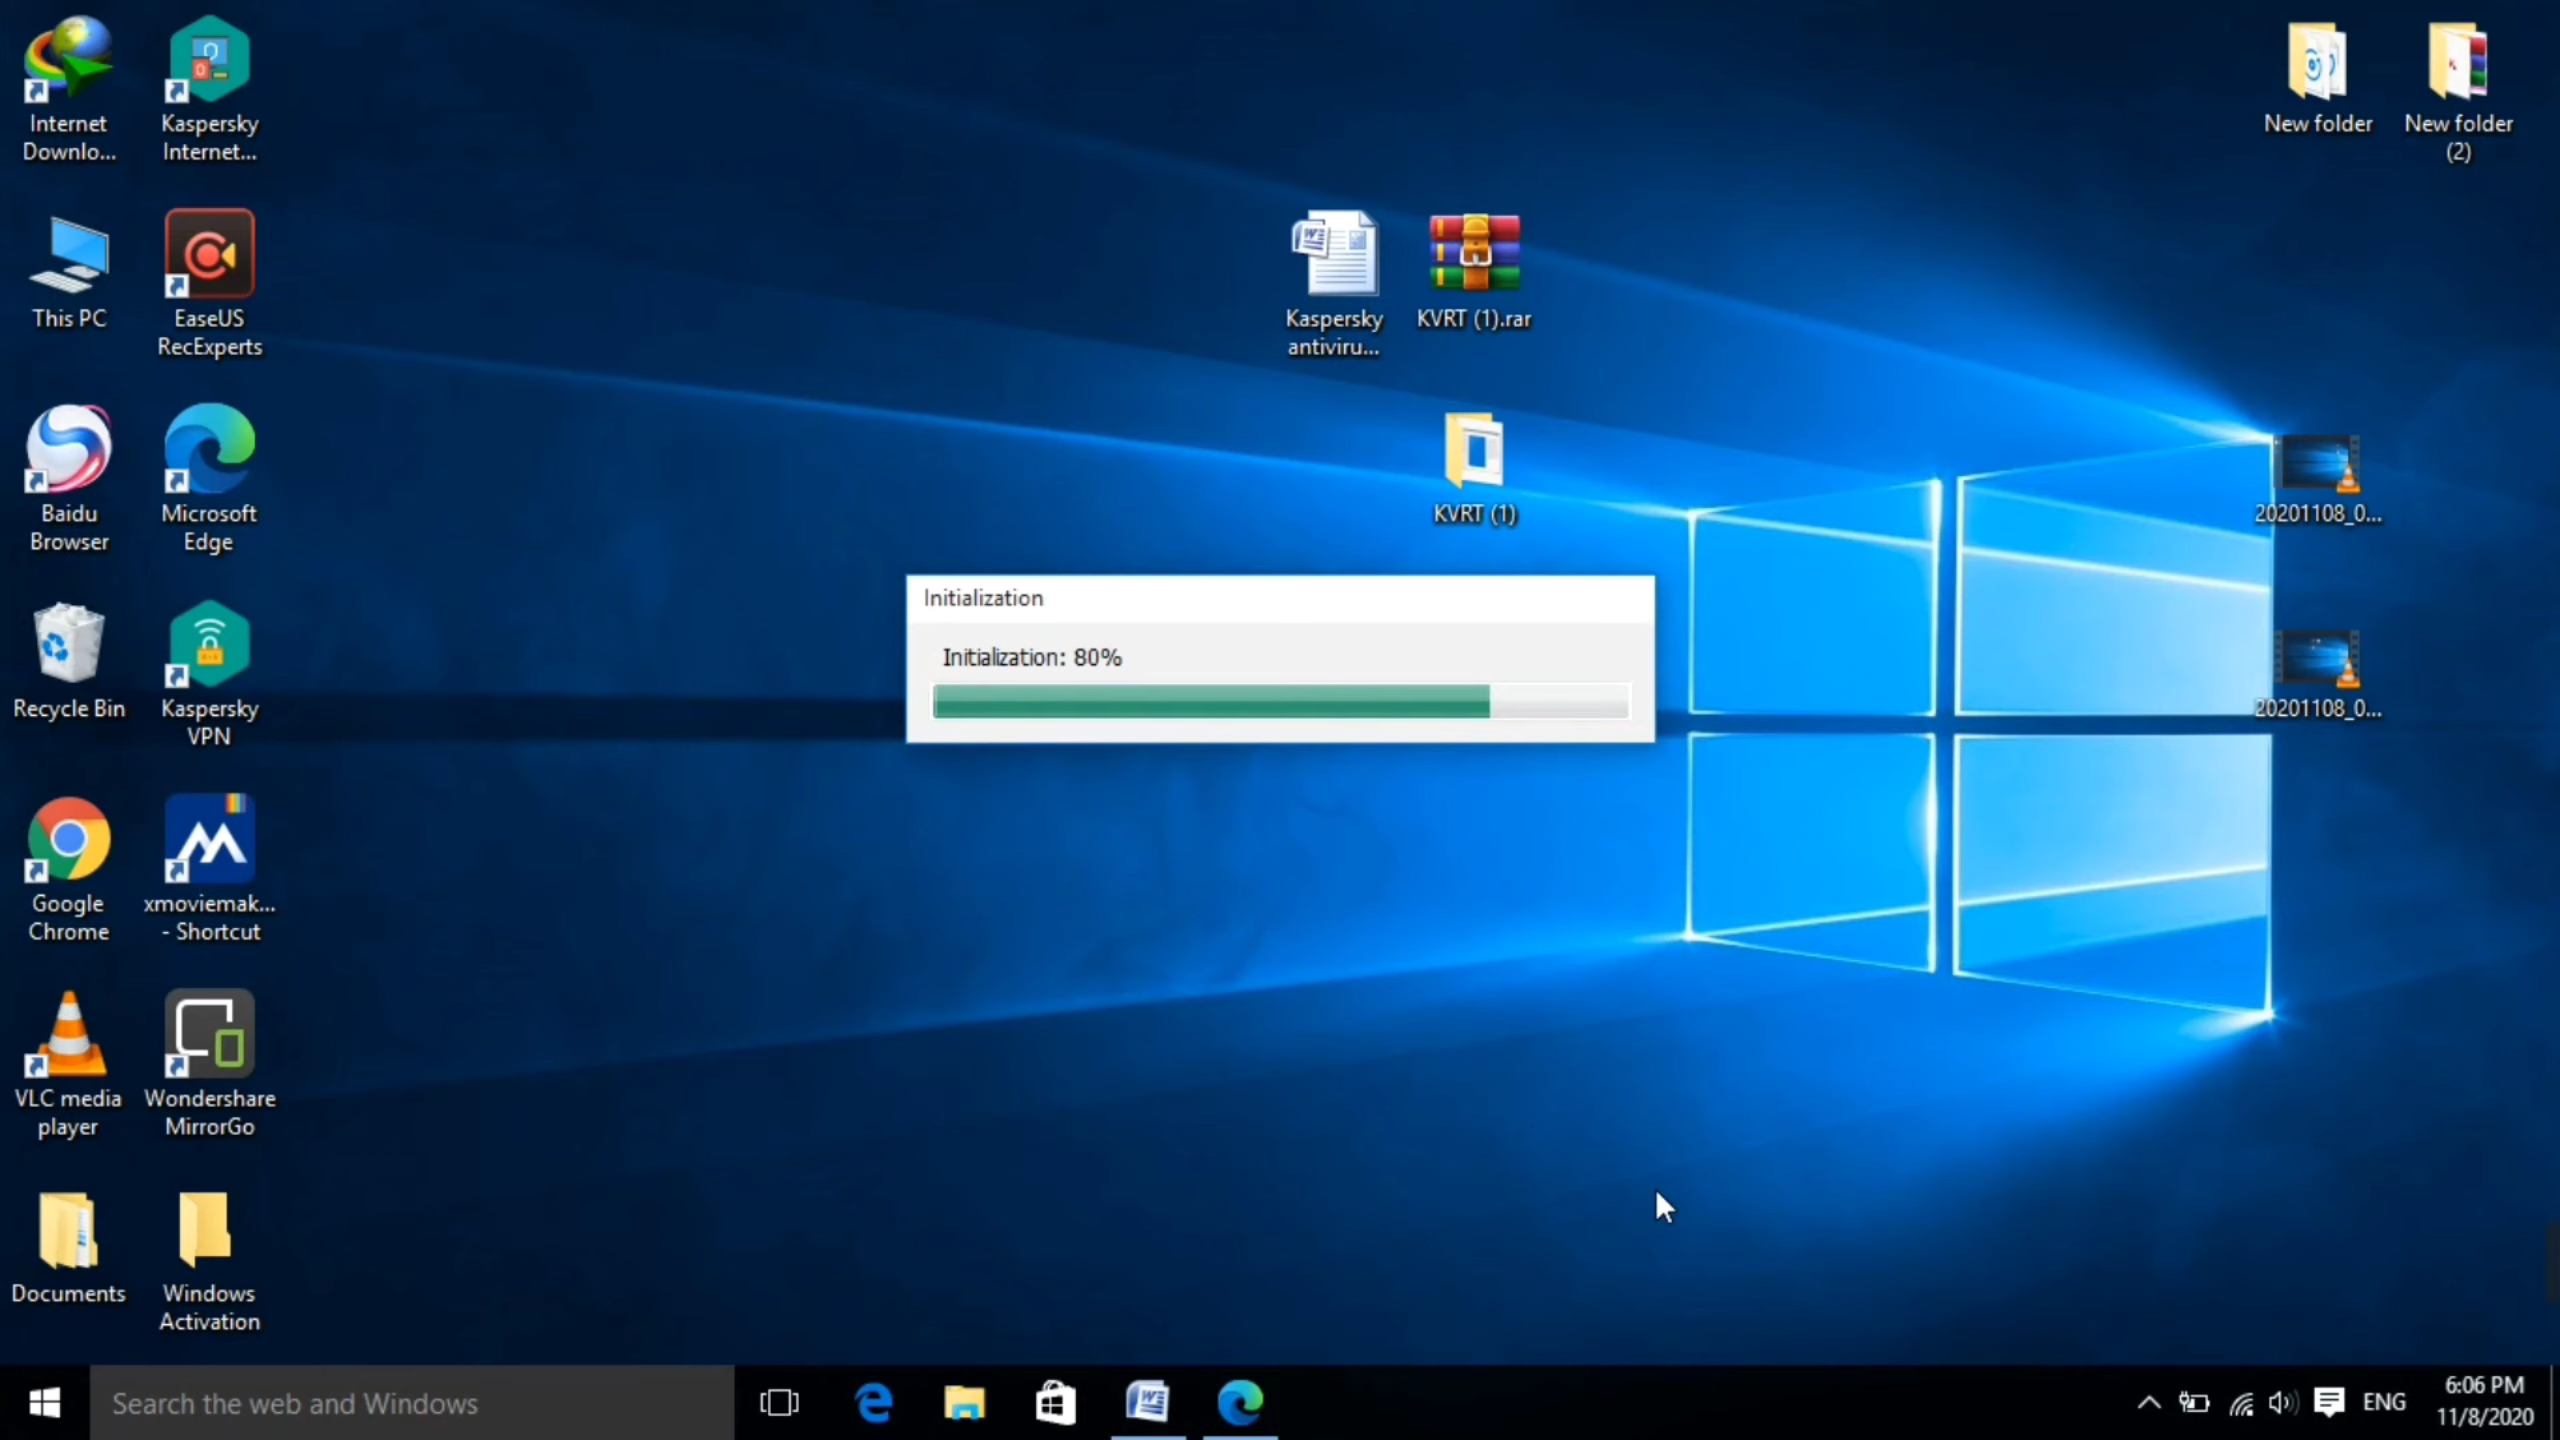 Internet
Downlo...
Kaspersky
Internet...
New folder
New folder
(2)
This PC
EaseUS
RecExperts
Kaspersky
antiviru...
KVRT (1).rar
Baidu
Browser
Microsoft
Edge
KVRT (1)
20201108_0...
Initialization
Initialization: 80%
Recycle Bin
Kaspersky
VPN
20201108_0...
Google
Chrome
xmoviemak...
- Shortcut
VLC media
player
Wondershare
MirrorGo
Documents
Windows
Activation
Search the web and Windows
ENG
6:06 PM
11/8/2020